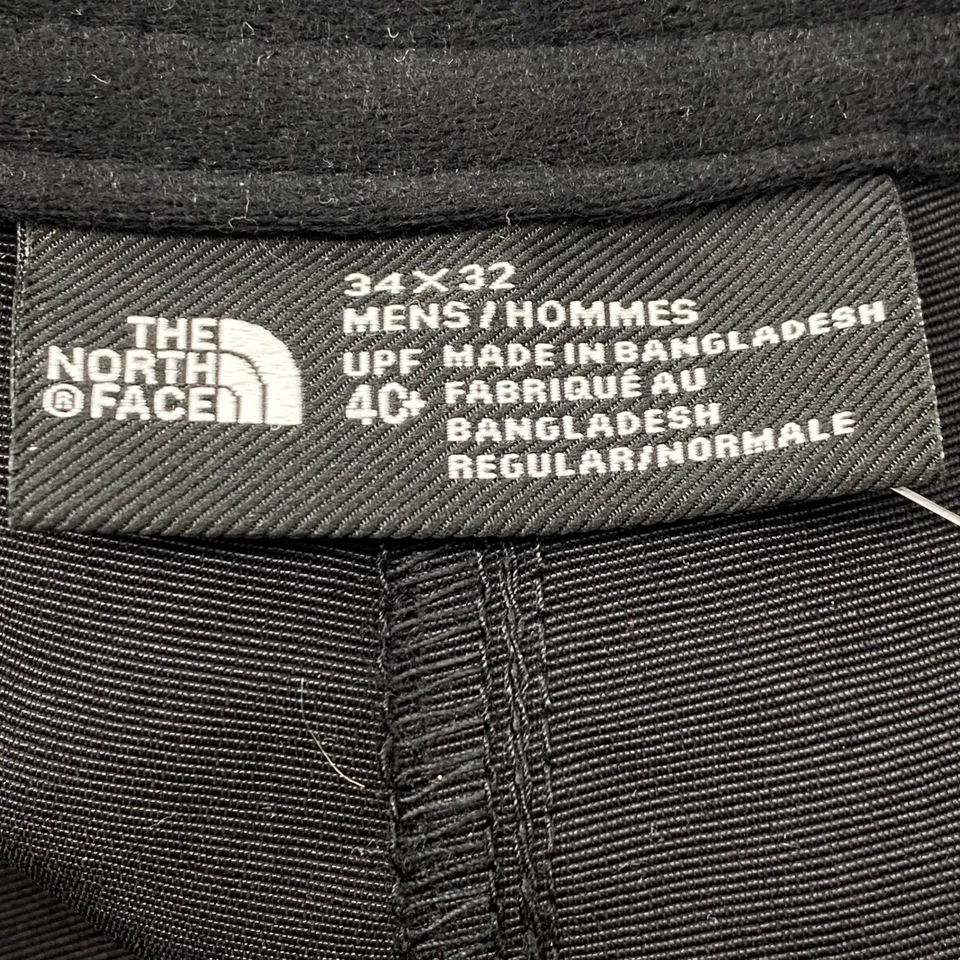 THE
NORTH
® FACE
34X32
MENS/HOMMES
UPF
40+
MADE IN BANGLADESH
FABRIQUÉ AU
BANGLADESH
REGULAR/NORMALE